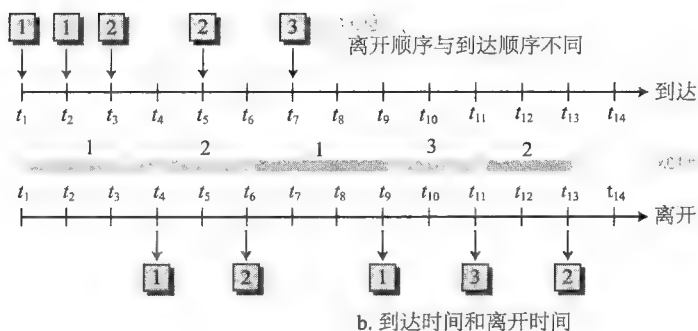 1 1 2 2 3
离开顺序与到达顺序不同
到达
t1 t2 t3 t4 t5 t6 t7 t8 t9 t10 t11 t12 t13 t14
1 2 1 3 2
t1 t2 t3 t4 t5 t6 t7 t8 t9 t10 t11 t12 t13 t14
离开
1 2 1 3 2
b. 到达时间和离开时间